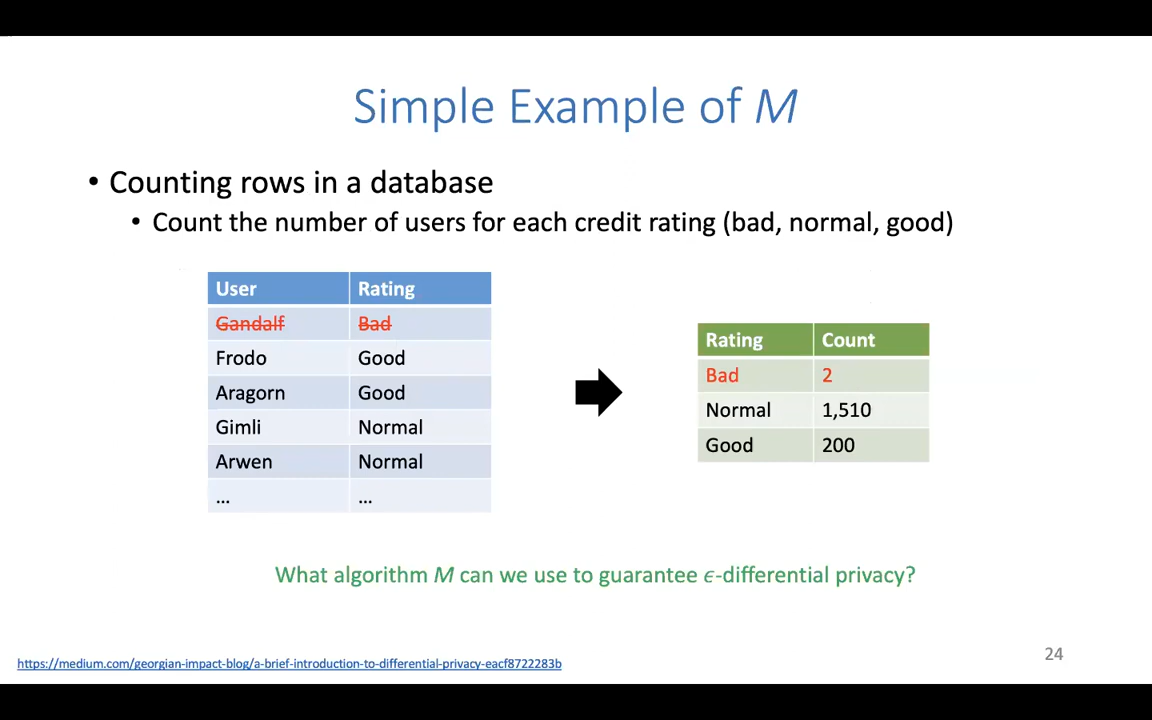 Simple Example of M
• Counting rows in a database
• Count the number of users for each credit rating (bad, normal, good)
User Rating
Gandalf Bad
Frodo Good
Aragorn Good
Gimli Normal
Arwen Normal
... ...
Rating Count
Bad 2
Normal 1,510
Good 200
What algorithm M can we use to guarantee ϵ-differential privacy?
https://medium.com/georgian-impact-blog/a-brief-introduction-to-differential-privacy-eacf8722283b
24